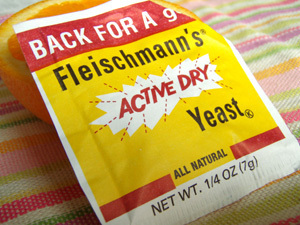 BACK FOR A g
Fleischmann's®
ACTIVE DRY
Yeast®
ALL NATURAL
NET WT. 1/4 OZ (7g)